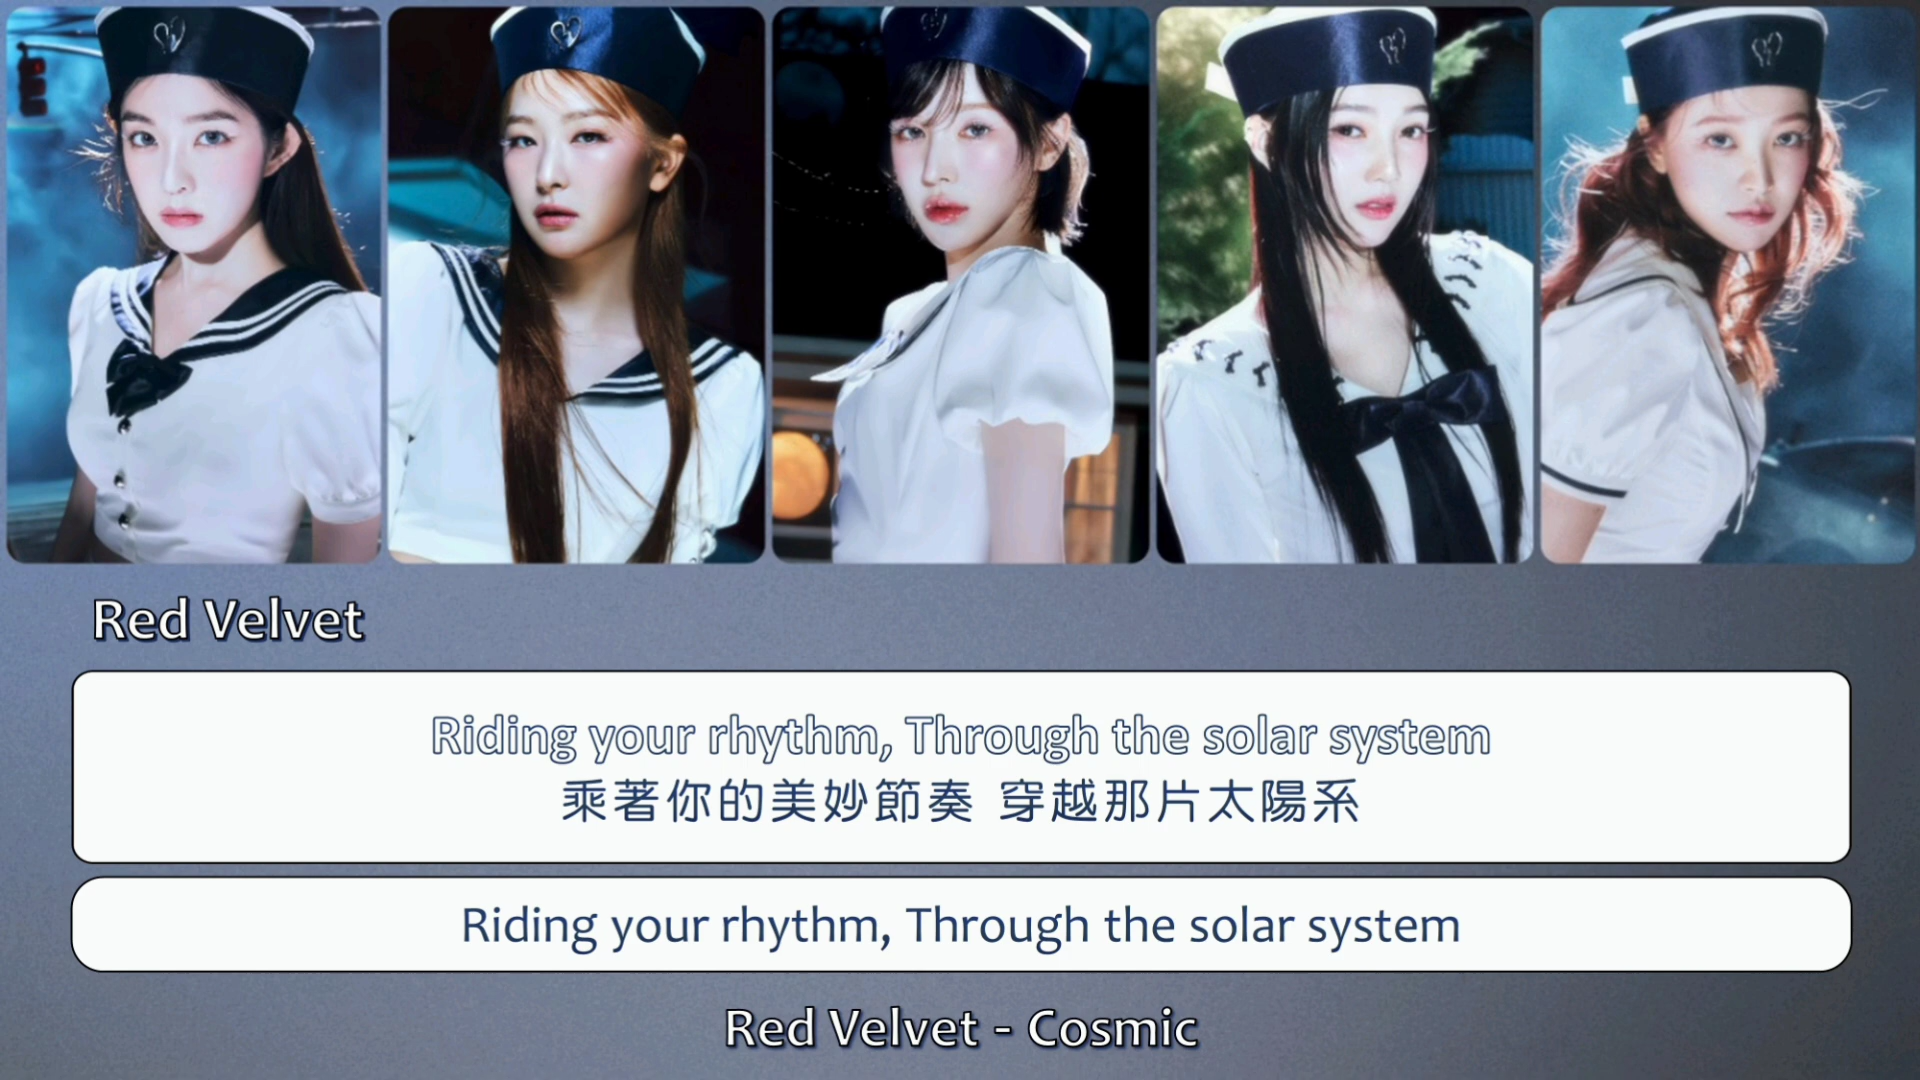 Red Velvet
Riding your rhythm, Through the solar system
乘著你的美妙節奏 穿越那片太陽系
Riding your rhythm, Through the solar system
Red Velvet - Cosmic